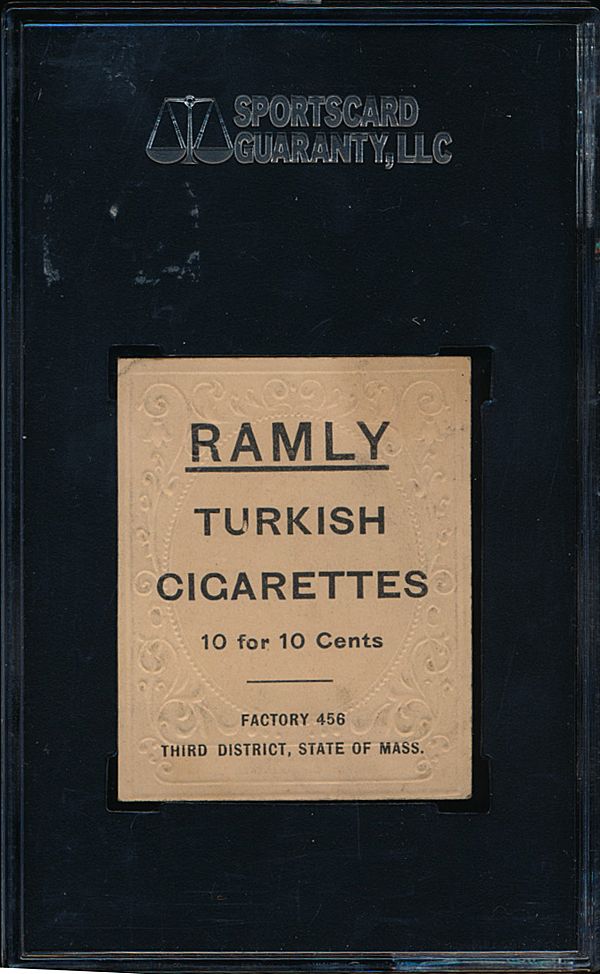 SPORTSCARD
GUARANTY, LLC
RAMLY
TURKISH
CIGARETTES
10 for 10 Cents
FACTORY 456
THIRD DISTRICT, STATE OF MASS.